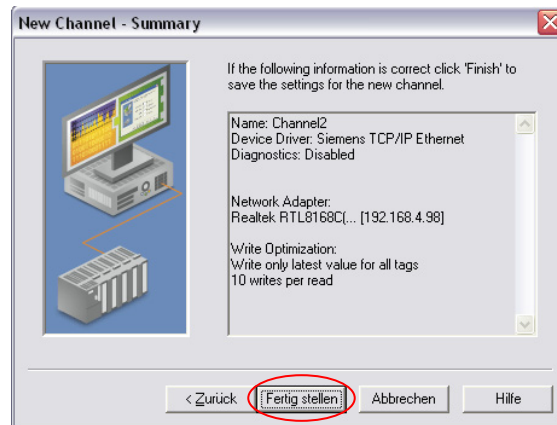 New Channel - Summary
If the following information is correct click 'Finish' to
save the settings for the new channel.
Name: Channel2
Device Driver: Siemens TCP/IP Ethernet
Diagnostics: Disabled
Network Adapter:
Realtek RTL8168C(... [192.168.4.98]
Write Optimization:
Write only latest value for all tags
10 writes per read
< Zurück
Fertig stellen
Abbrechen
Hilfe